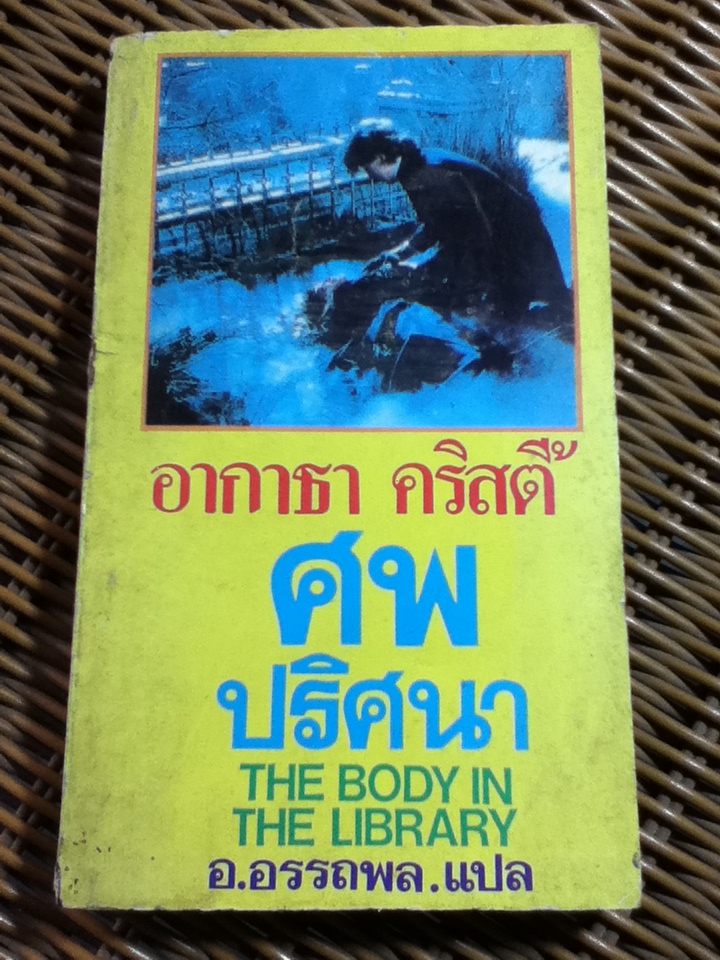 อากาธา คริสตี้
ศพ
ปริศนา
THE BODY IN
THE LIBRARY
อ.อรรถพล.แปล